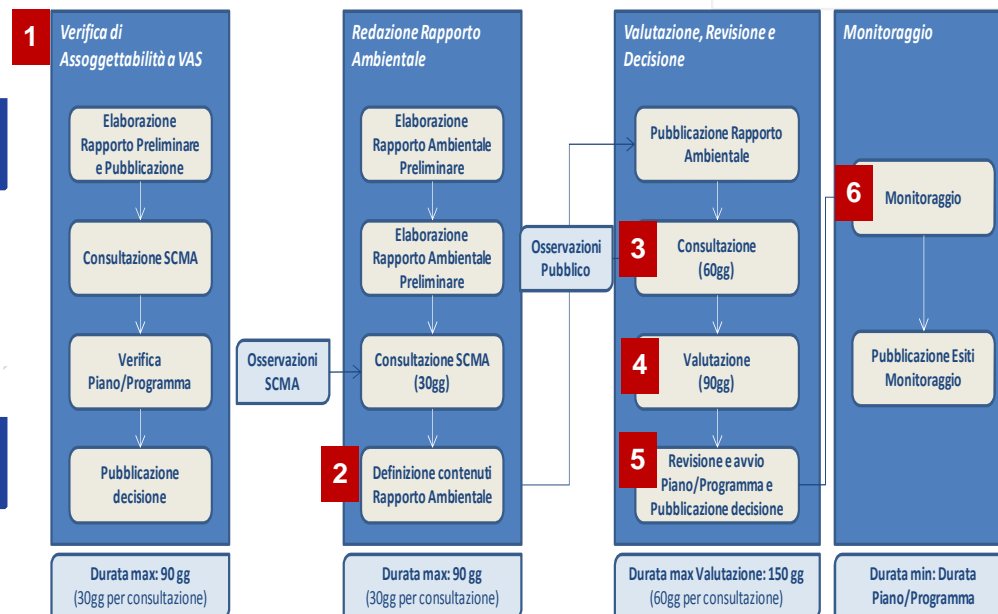 1
Verifica di
Assoggettabilità a VAS
Elaborazione
Rapporto Preliminare
e Pubblicazione
Consultazione SCMA
Verifica
Piano/Programma
Pubblicazione
decisione
Durata max: 90 gg
(30gg per consultazione)
Osservazioni
SCMA
Redazione Rapporto
Ambientale
Elaborazione
Rapporto Ambientale
Preliminare
Elaborazione
Rapporto Ambientale
Preliminare
Consultazione SCMA
(30gg)
2
Definizione contenuti
Rapporto Ambientale
Durata max: 90 gg
(30gg per consultazione)
Osservazioni
Pubblico
Valutazione, Revisione e
Decisione
Pubblicazione Rapporto
Ambientale
3
Consultazione
(60gg)
4
Valutazione
(90gg)
5
Revisione e avvio
Piano/Programma e
Pubblicazione decisione
Durata max Valutazione: 150 gg
(60gg per consultazione)
Monitoraggio
6
Monitoraggio
Pubblicazione Esiti
Monitoraggio
Durata min: Durata
Piano/Programma